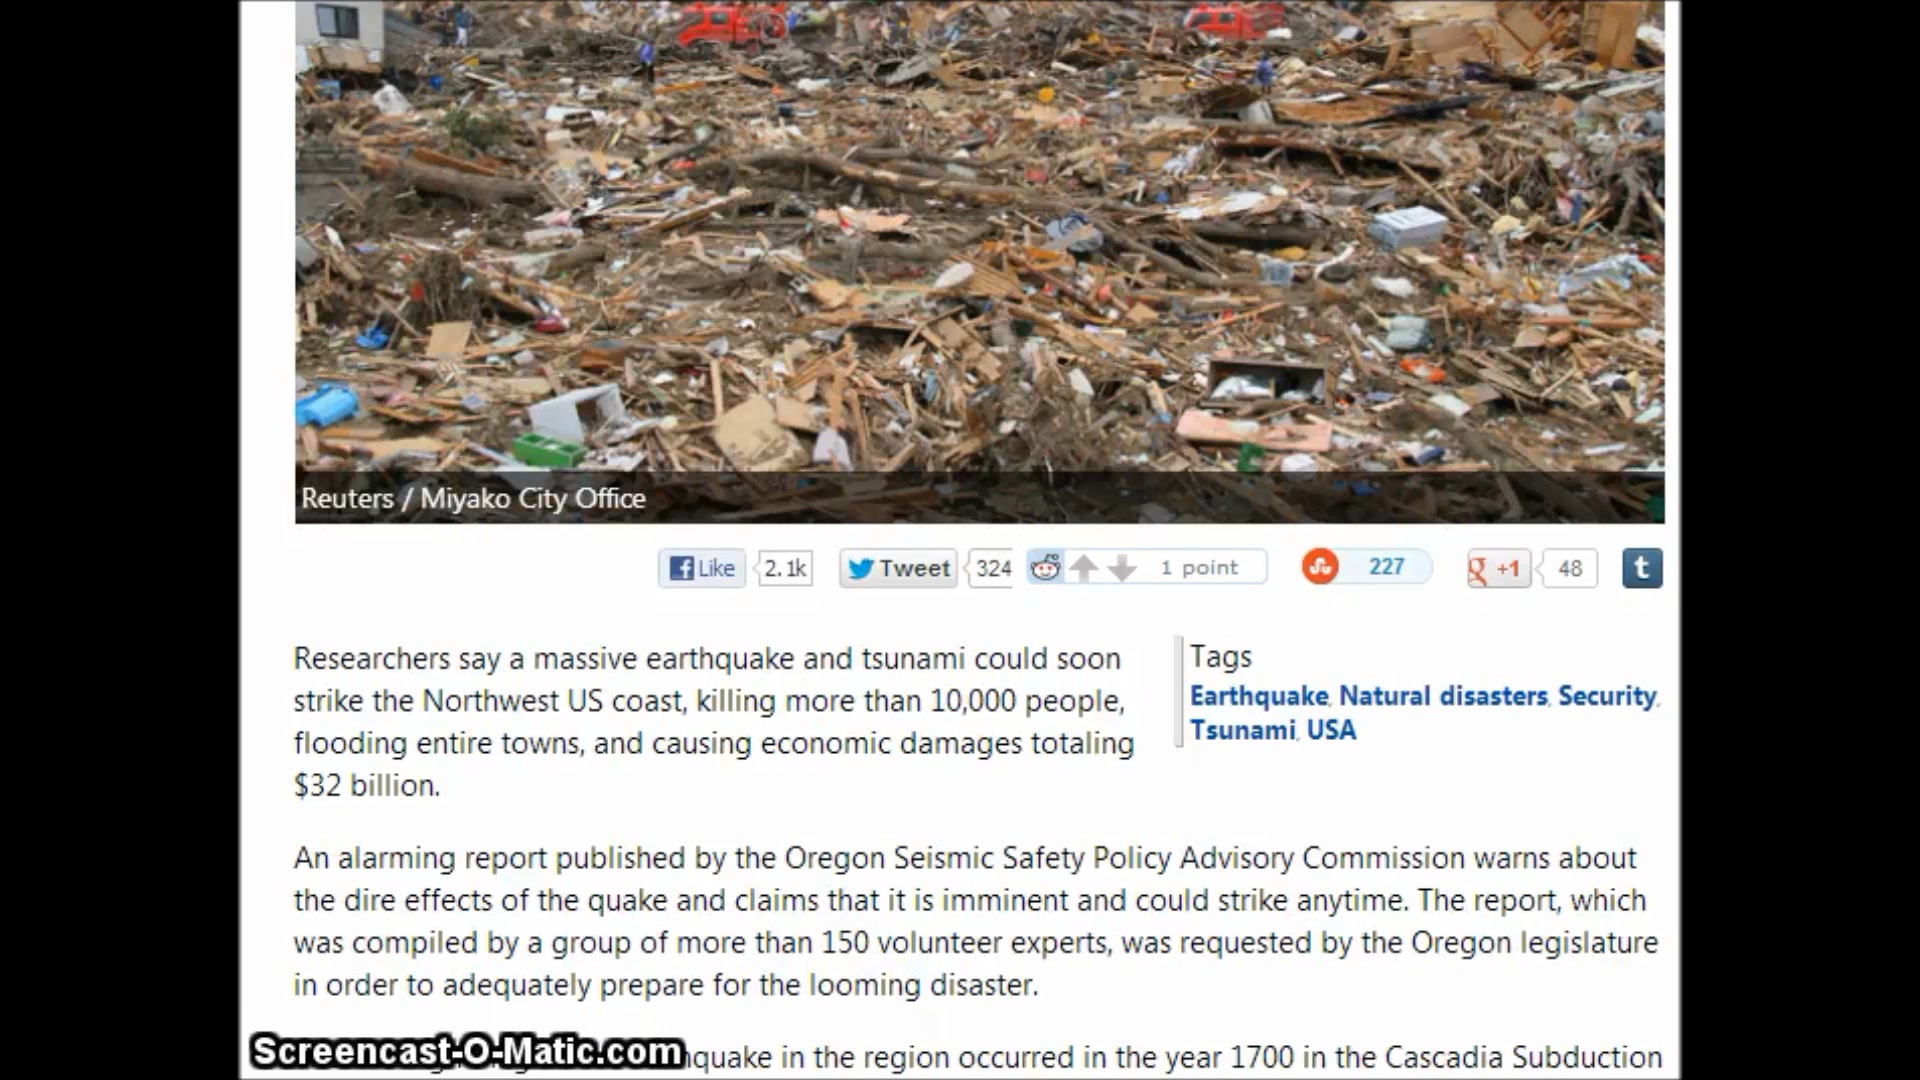 Reuters / Miyako City Office
Like 2.1k Tweet 324 1 point 227 +1 48 t
Researchers say a massive earthquake and tsunami could soon
strike the Northwest US coast, killing more than 10,000 people,
flooding entire towns, and causing economic damages totaling
$32 billion.
Tags
Earthquake, Natural disasters, Security,
Tsunami, USA
An alarming report published by the Oregon Seismic Safety Policy Advisory Commission warns about
the dire effects of the quake and claims that it is imminent and could strike anytime. The report, which
was compiled by a group of more than 150 volunteer experts, was requested by the Oregon legislature
in order to adequately prepare for the looming disaster.
Screencast-O-Matic.com
in the region occurred in the year 1700 in the Cascadia Subduction